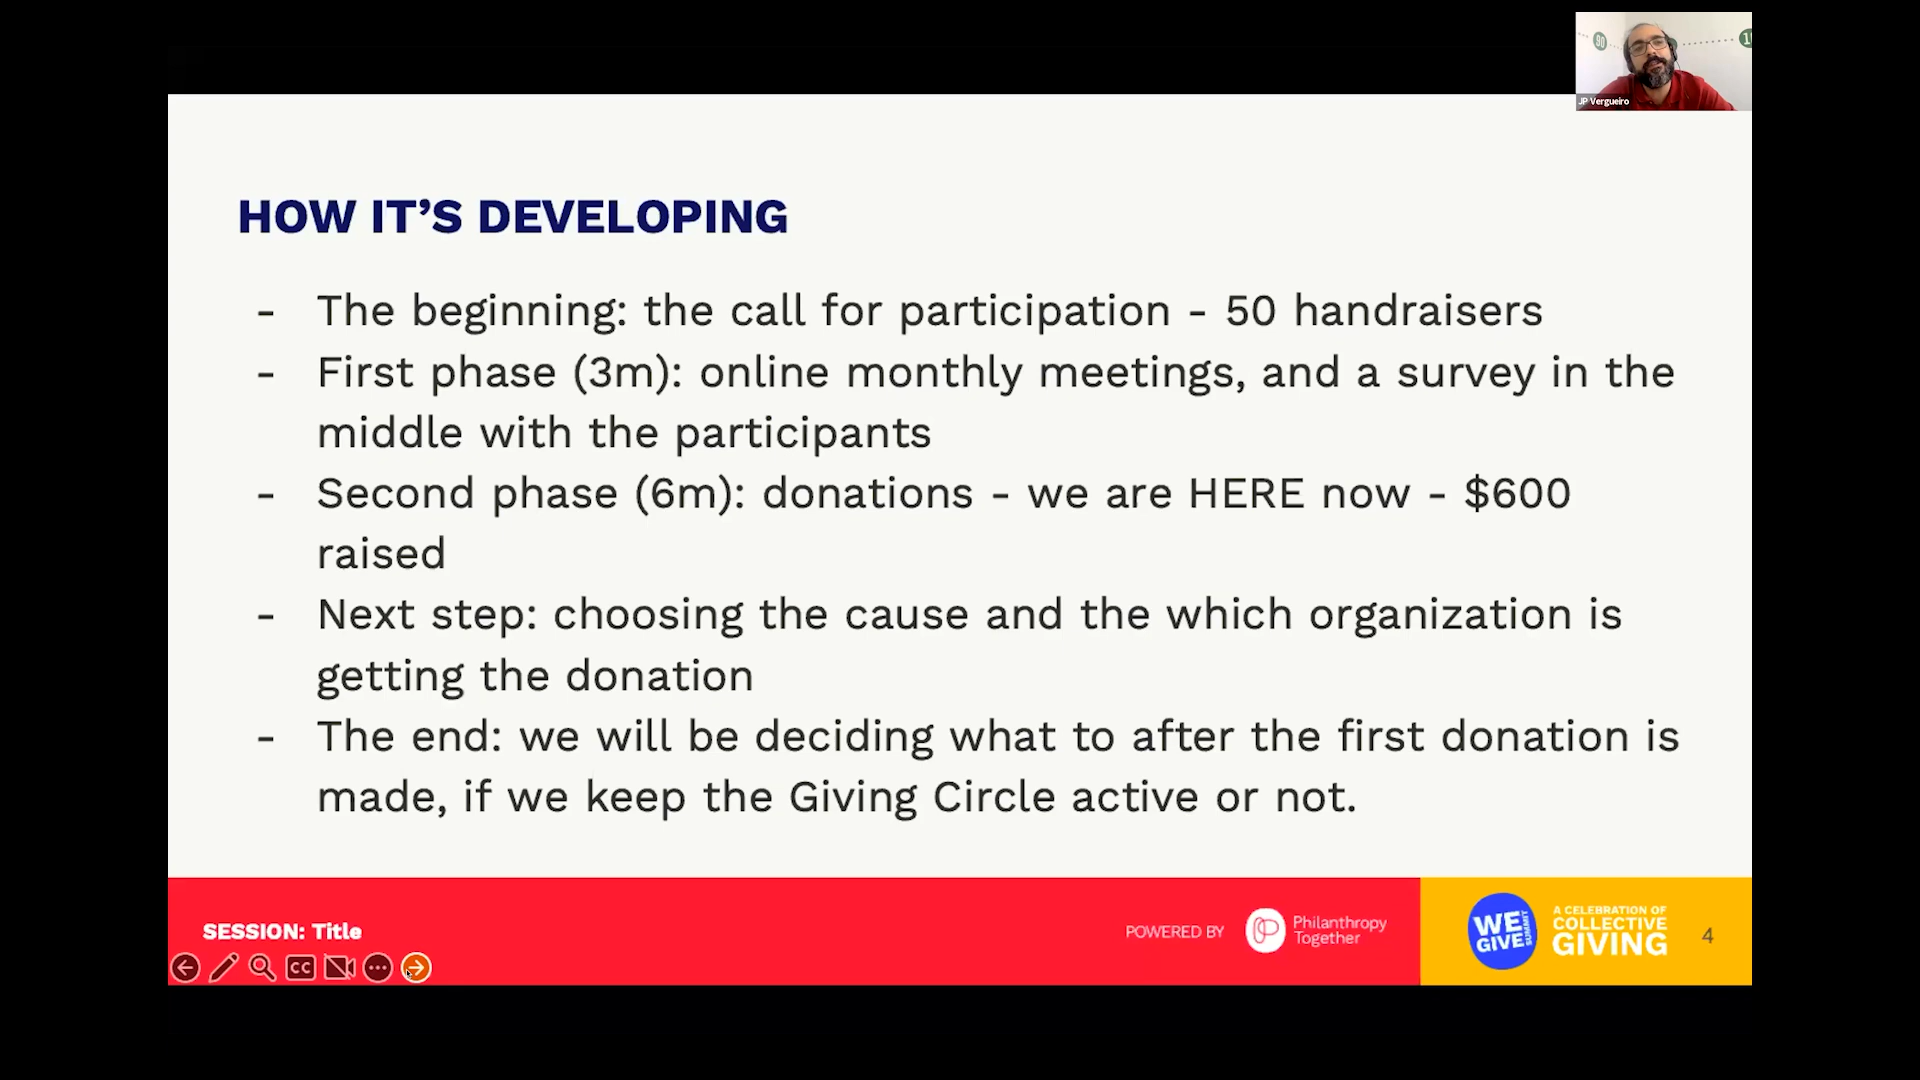 90
1
JP Vergueiro
HOW IT’S DEVELOPING
- The beginning: the call for participation - 50 handraisers
- First phase (3m): online monthly meetings, and a survey in the
middle with the participants
- Second phase (6m): donations - we are HERE now - $600
raised
- Next step: choosing the cause and the which organization is
getting the donation
- The end: we will be deciding what to after the first donation is
made, if we keep the Giving Circle active or not.
SESSION: Title
POWERED BY
Philanthropy
Together
WE
GIVE
SUMMIT
A CELEBRATION OF
COLLECTIVE
GIVING
4
CC